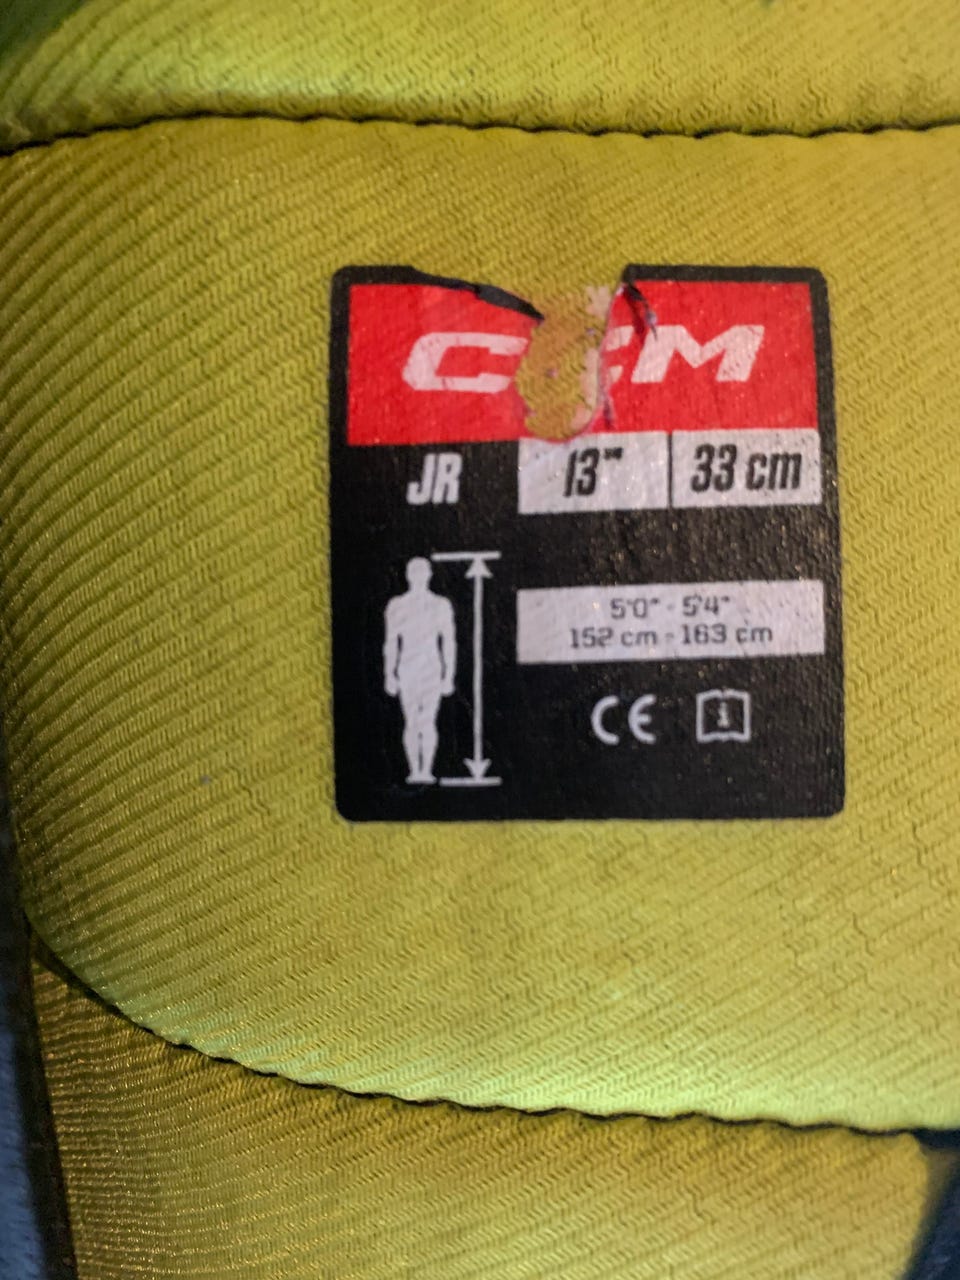 CCM
JR 13" 33 cm
5'0" - 5'4"
152 cm - 163 cm
CE i